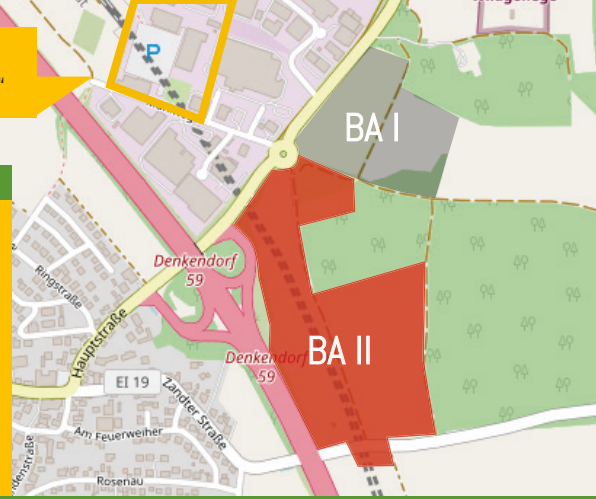 P
BA I
Denkendorf
59
Ringstraße
Hauptstraße
BA II
Denkendorf
59
EI 19
Zandter Straße
Am Feuerweiher
Rosenau